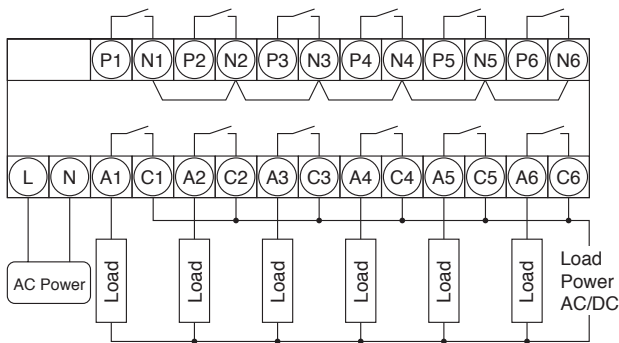 P1 N1 P2 N2 P3 N3 P4 N4 P5 N5 P6 N6
L N A1 C1 A2 C2 A3 C3 A4 C4 A5 C5 A6 C6
AC Power
Load Load Load Load Load Load
Load
Power
AC/DC